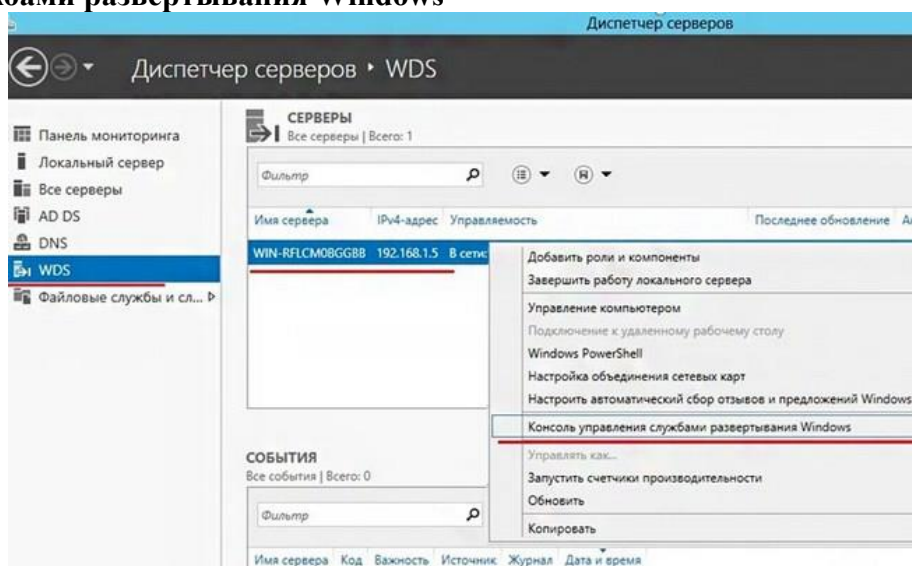 бами развертывания Windows
Диспетчер серверов
Диспетчер серверов ‣ WDS
Панель мониторинга
Локальный сервер
Все серверы
AD DS
DNS
WDS
Файловые службы и сл...
СЕРВЕРЫ
Все серверы | Всего: 1
Фильтр
Имя сервера IPv4-адрес Управляемость Последнее обновление
WIN-RFLCM0BGGBB 192.168.1.5 В сети:
Добавить роли и компоненты
Завершить работу локального сервера
Управление компьютером
Подключение к удаленному рабочему столу
Windows PowerShell
Настройка объединения сетевых карт
Настроить автоматический сбор отзывов и предложений Windows
Консоль управления службами развертывания Windows
Управлять как...
Запустить счетчики производительности
Обновить
Копировать
СОБЫТИЯ
Все события | Всего: 0
Фильтр
Имя сервера Код Важность Источник Журнал Дата и время